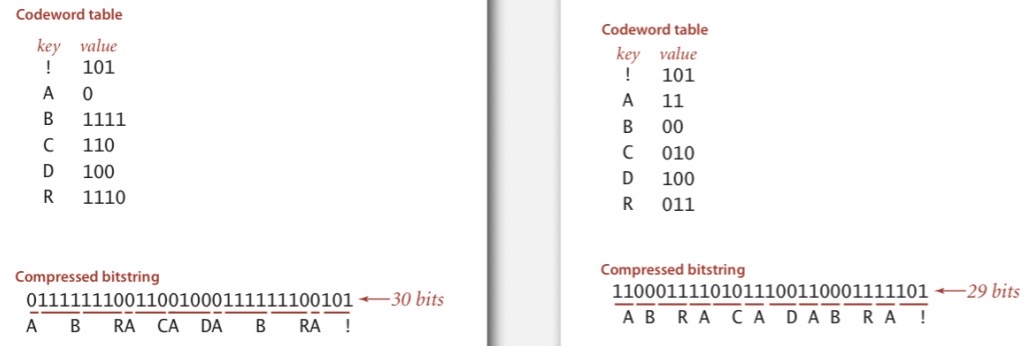 Codeword table
key value
! 101
A 0
B 1111
C 110
D 100
R 1110
Compressed bitstring
011111110011001000111111100101 ←30 bits
A B RA CA DA B RA !
Codeword table
key value
! 101
A 11
B 00
C 010
D 100
R 011
Compressed bitstring
11000111101011100110001111101 ←29 bits
A B R A C A D A B R A !